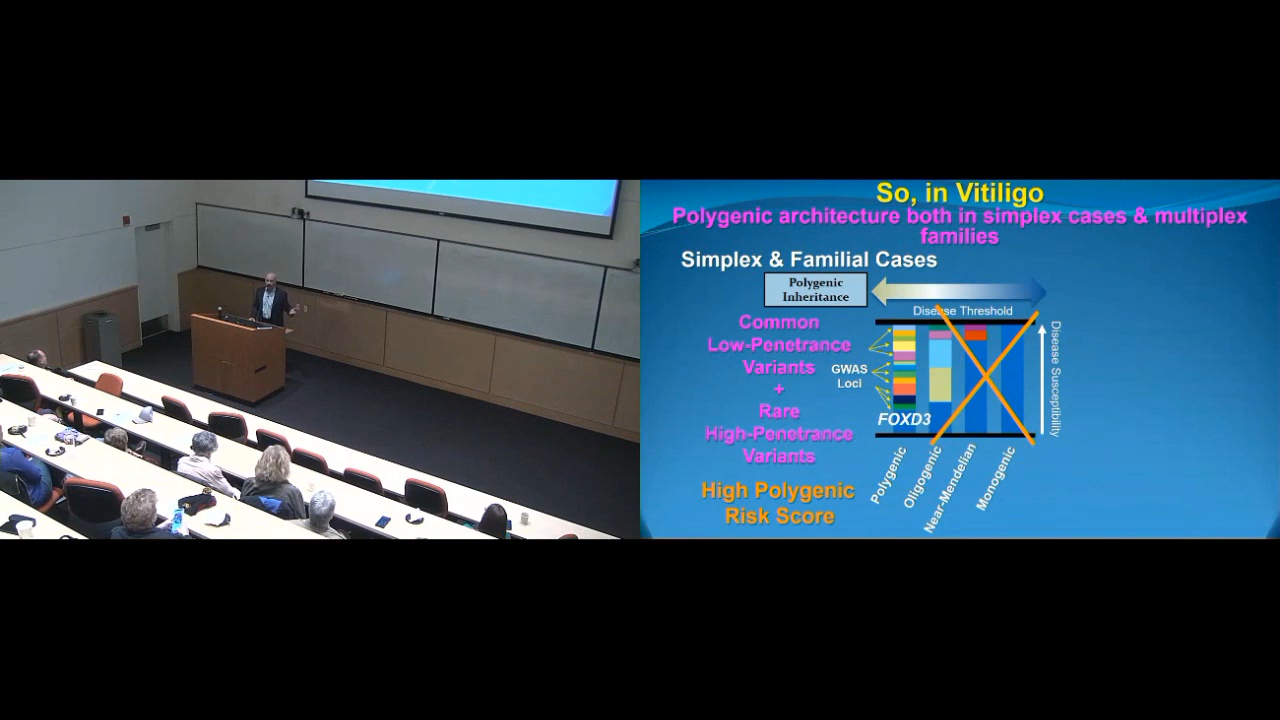 So, in Vitiligo
Polygenic architecture both in simplex cases & multiplex
families
Simplex & Familial Cases
Polygenic
Inheritance
Disease Threshold
Common
Low-Penetrance
Variants
+
Rare
High-Penetrance
Variants
GWAS
Loci
FOXD3
Disease Susceptibility
Polygenic
Oligogenic
Near-Mendelian
Monogenic
High Polygenic
Risk Score